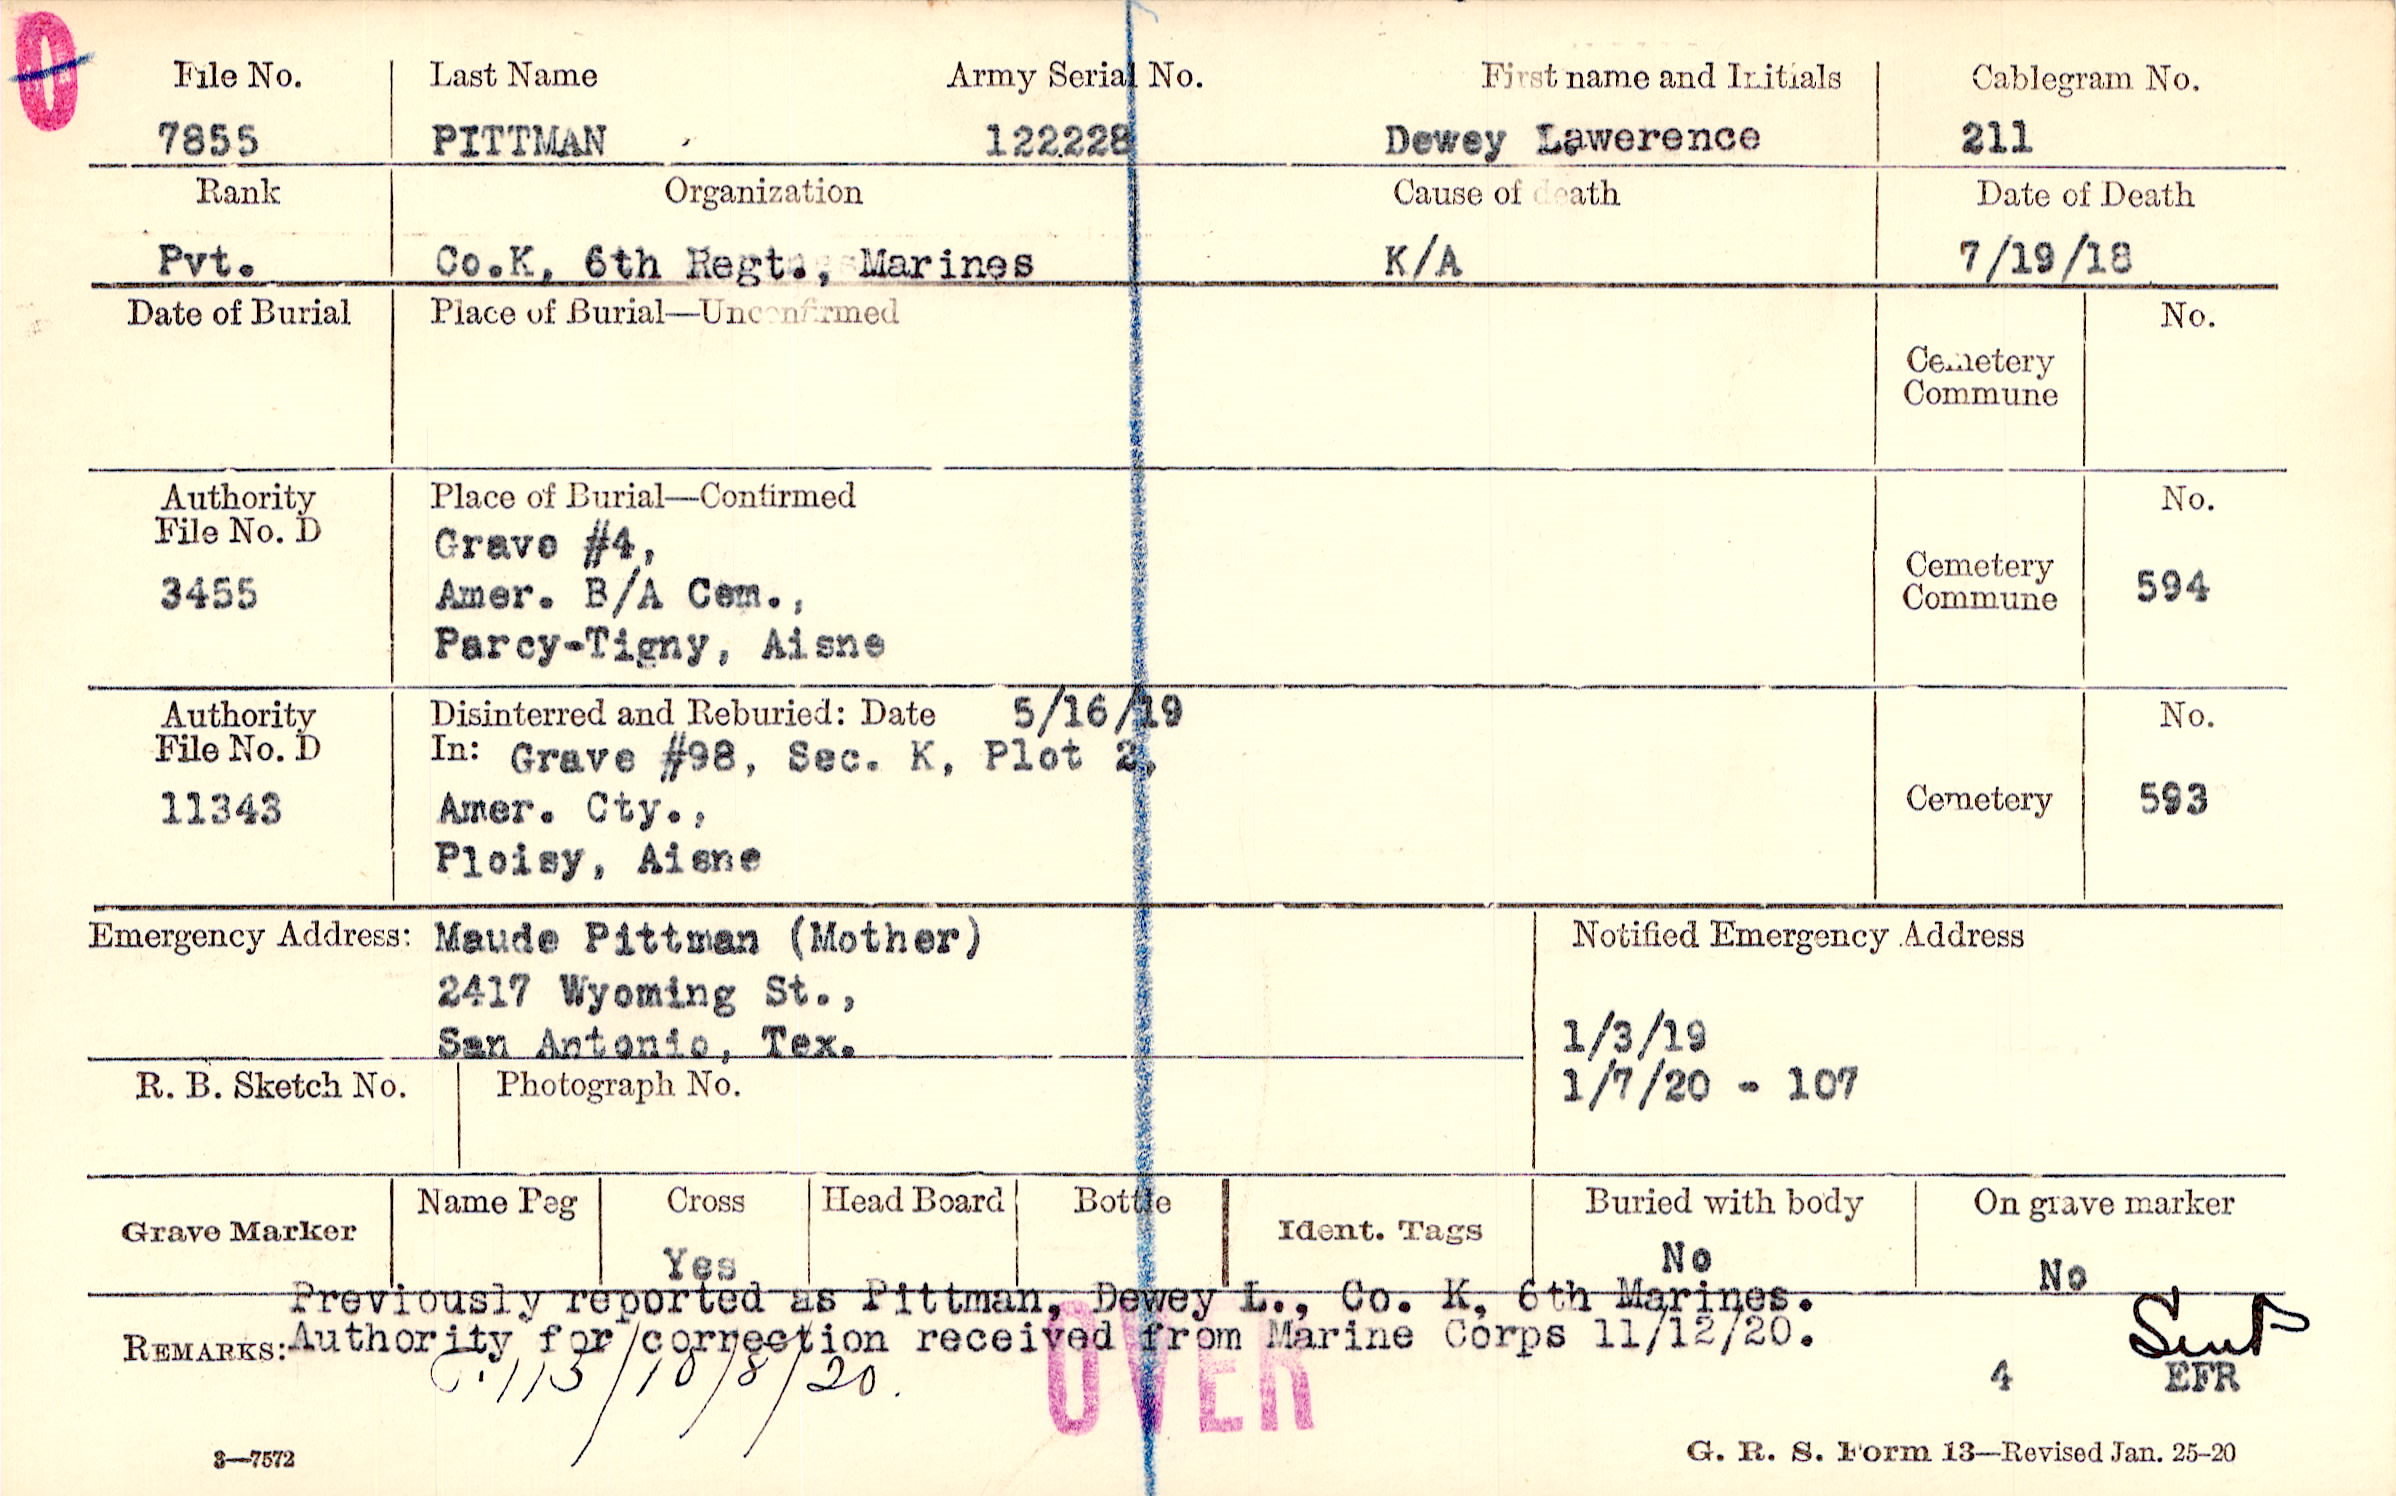 0
File No. Last Name Army Serial No. First name and Initials Cablegram No.
7855 PITTMAN 122228 Dewey Lawerence 211
Rank Organization Cause of death Date of Death
Pvt. Co.K, 6th Regt., Marines K/A 7/19/18
Date of Burial Place of Burial—Unconfirmed No.
Cemetery
Commune
Authority Place of Burial—Confirmed No.
File No. D Grave #4,
3455 Amer. B/A Cem., Cemetery Commune 594
Parcy-Tigny, Aisne
Authority Disinterred and Reburied: Date 5/16/19 No.
File No. D In: Grave #98, Sec. K, Plot 2,
11343 Amer. Cty., Cemetery 593
Ploisy, Aisne
Emergency Address: Maude Pittman (Mother) Notified Emergency Address
2417 Wyoming St.,
San Antonio, Tex. 1/3/19
R. B. Sketch No. Photograph No. 1/7/20 - 107
Grave Marker Name Peg Cross Head Board Bottle Ident. Tags Buried with body On grave marker
Yes No No
Previously reported as Pittman, Dewey L., Co. K, 6th Marines.
REMARKS: Authority for correction received from Marine Corps 11/12/20.
113/10/8/20. OVER 4 EFR
3—7572 G. R. S. Form 13—Revised Jan. 25-20